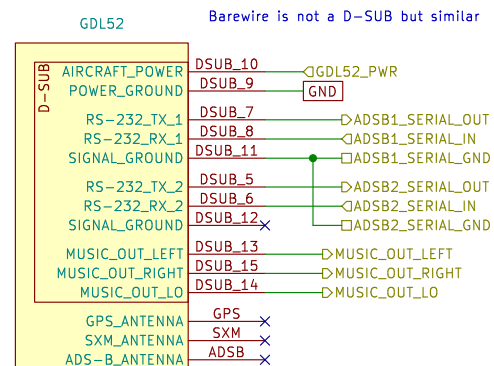 Barewire is not a D-SUB but similar
GDL52
D-SUB
AIRCRAFT_POWER DSUB_10 GDL52_PWR
POWER_GROUND DSUB_9 GND
RS-232_TX_1 DSUB_7 ADSB1_SERIAL_OUT
RS-232_RX_1 DSUB_8 ADSB1_SERIAL_IN
SIGNAL_GROUND DSUB_11 ADSB1_SERIAL_GND
RS-232_TX_2 DSUB_5 ADSB2_SERIAL_OUT
RS-232_RX_2 DSUB_6 ADSB2_SERIAL_IN
SIGNAL_GROUND DSUB_12 ADSB2_SERIAL_GND
MUSIC_OUT_LEFT DSUB_13 MUSIC_OUT_LEFT
MUSIC_OUT_RIGHT DSUB_15 MUSIC_OUT_RIGHT
MUSIC_OUT_LO DSUB_14 MUSIC_OUT_LO
GPS_ANTENNA GPS
SXM_ANTENNA SXM
ADS-B_ANTENNA ADSB